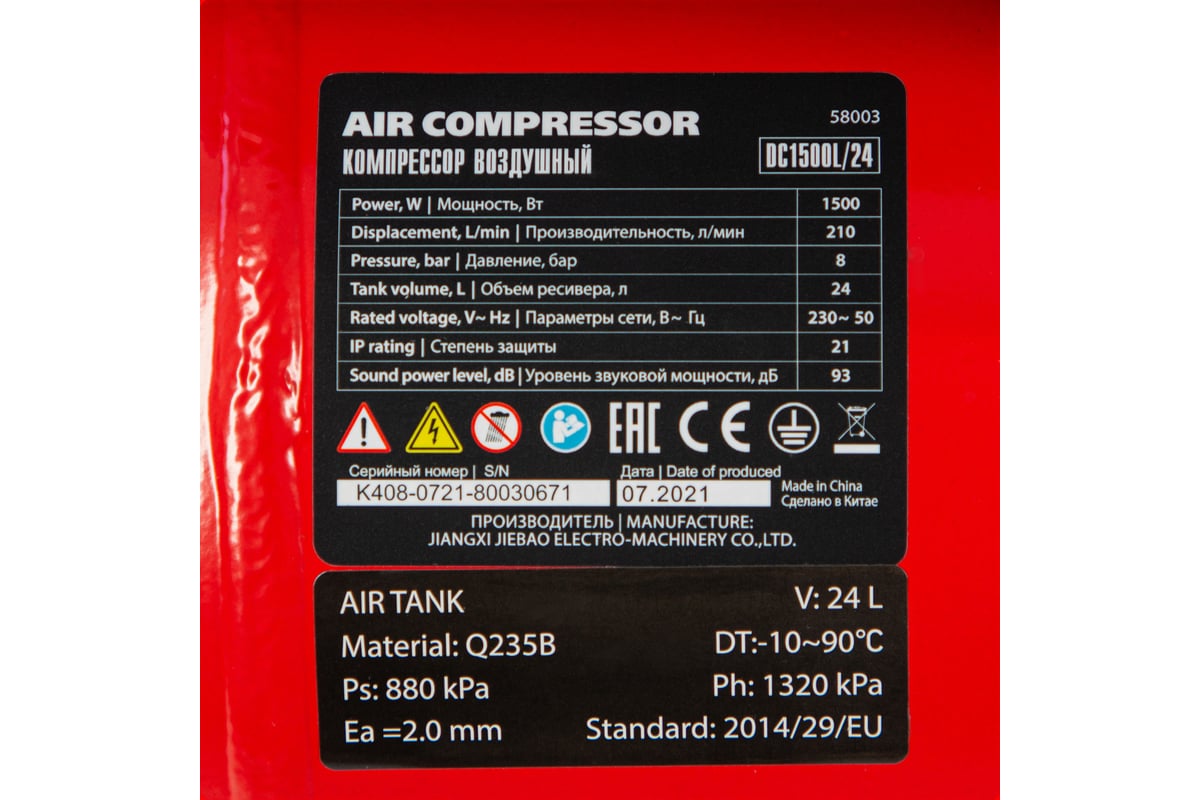 AIR COMPRESSOR 58003
КОМПРЕССОР ВОЗДУШНЫЙ DC1500L/24
Power, W | Мощность, Вт 1500
Displacement, L/min | Производительность, л/мин 210
Pressure, bar | Давление, бар 8
Tank volume, L | Объем ресивера, л 24
Rated voltage, V~ Hz | Параметры сети, В~ Гц 230~ 50
IP rating | Степень защиты 21
Sound power level, dB | Уровень звуковой мощности, дБ 93
EAC CE
Серийный номер | S/N Дата | Date of produced
K408-0721-80030671 07.2021 Made in China
Сделано в Китае
ПРОИЗВОДИТЕЛЬ | MANUFACTURE:
JIANGXI JIEBAO ELECTRO-MACHINERY CO.,LTD.
AIR TANK V: 24 L
Material: Q235B DT:-10~90°C
Ps: 880 kPa Ph: 1320 kPa
Ea =2.0 mm Standard: 2014/29/EU